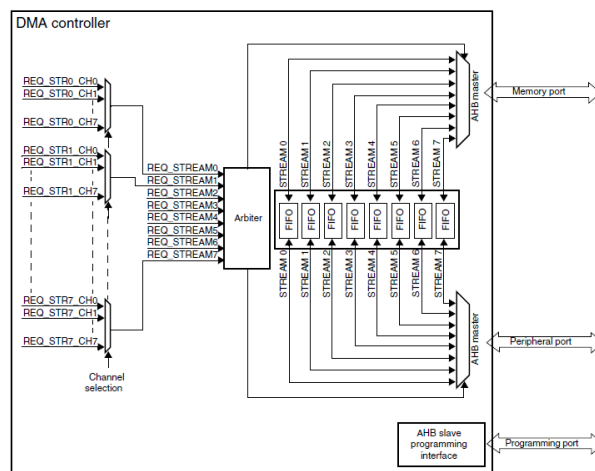 DMA controller
REQ_STR0_CH0
REQ_STR0_CH1
REQ_STR0_CH7
REQ_STR1_CH0
REQ_STR1_CH1
REQ_STR1_CH7
REQ_STR7_CH0
REQ_STR7_CH1
REQ_STR7_CH7
Channel
selection
REQ_STREAM0
REQ_STREAM1
REQ_STREAM2
REQ_STREAM3
REQ_STREAM4
REQ_STREAM5
REQ_STREAM6
REQ_STREAM7
Arbiter
STREAM 0
STREAM 1
STREAM 2
STREAM 3
STREAM 4
STREAM 5
STREAM 6
STREAM 7
FIFO
FIFO
FIFO
FIFO
FIFO
FIFO
FIFO
FIFO
STREAM 0
STREAM 1
STREAM 2
STREAM 3
STREAM 4
STREAM 5
STREAM 6
STREAM 7
AHB master
Memory port
AHB master
Peripheral port
AHB slave
programming
interface
Programming port